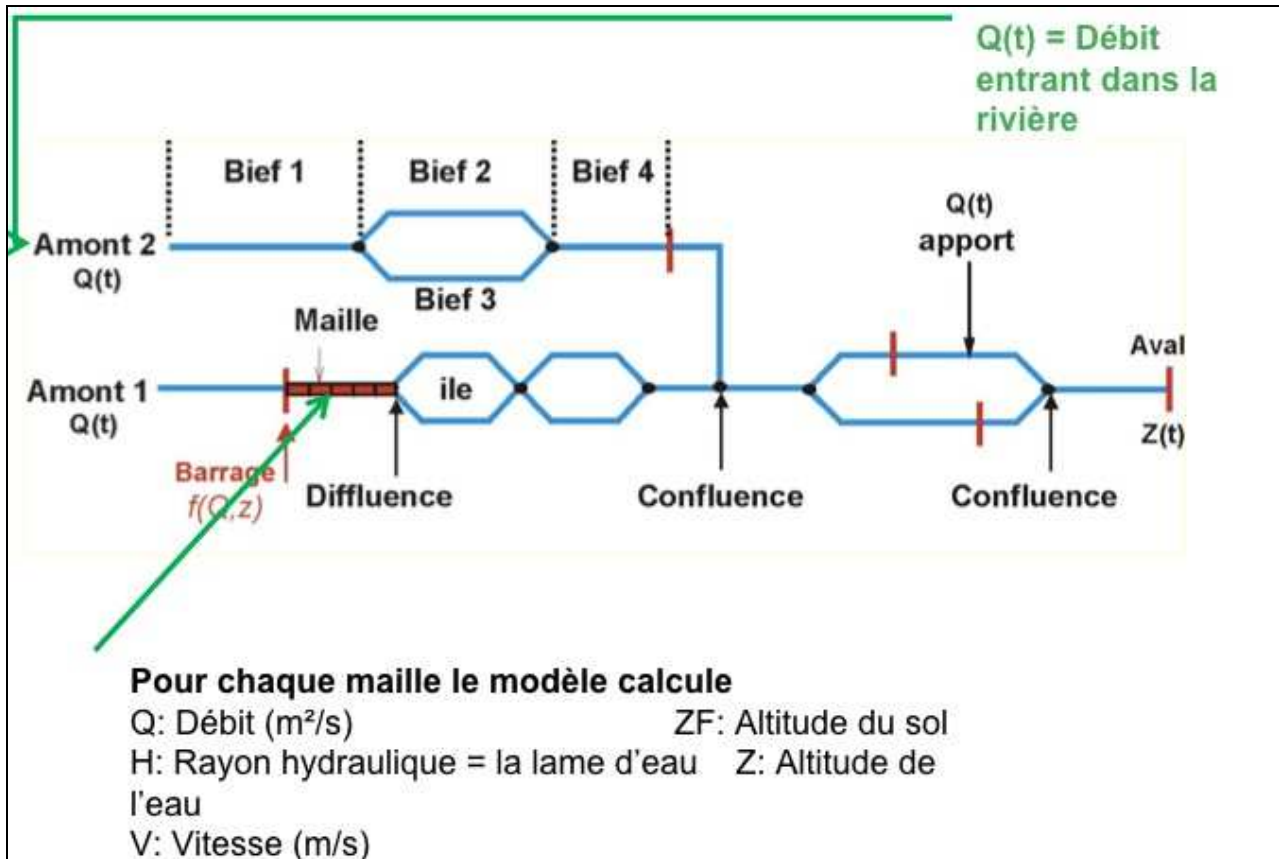 Q(t) = Débit
entrant dans la
rivière
Bief 1
Bief 2
Bief 4
Q(t)
apport
Amont 2
Q(t)
Bief 3
Maille
Aval
Amont 1
Q(t)
ile
Z(t)
Barrage
f(Q,z)
Diffluence
Confluence
Confluence
Pour chaque maille le modèle calcule
Q: Débit (m²/s) ZF: Altitude du sol
H: Rayon hydraulique = la lame d'eau Z: Altitude de
l'eau
V: Vitesse (m/s)